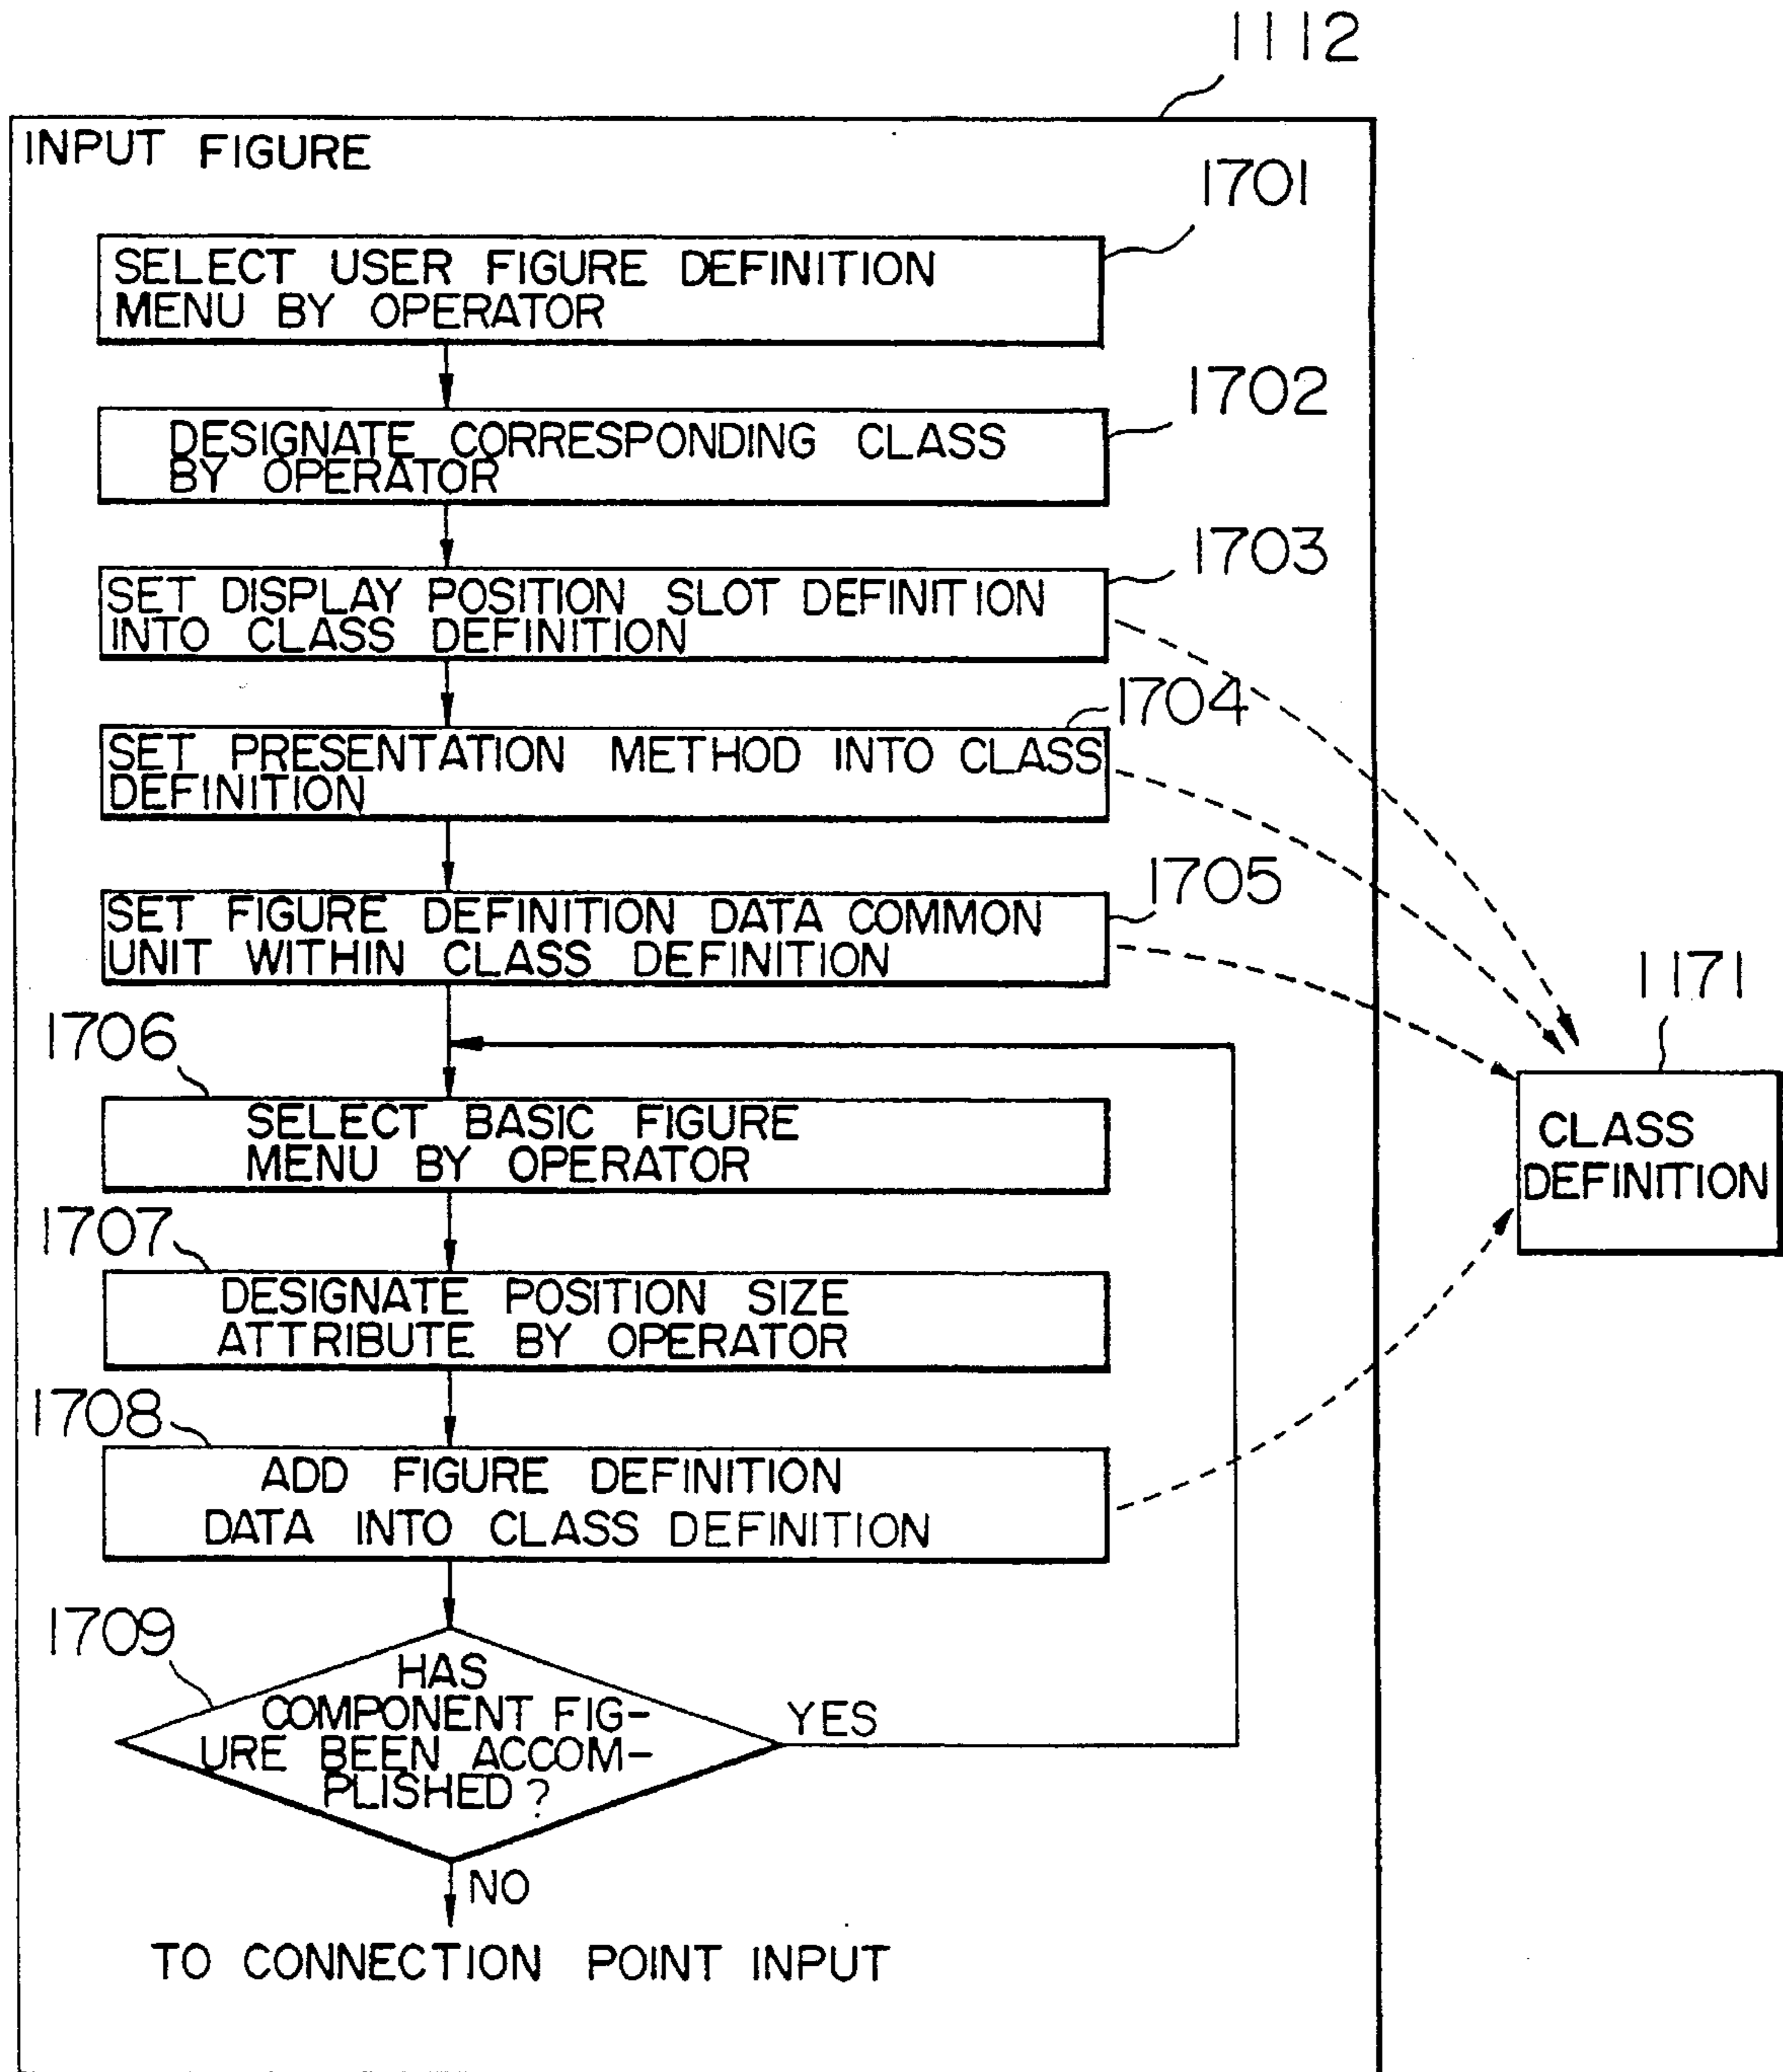 1112
INPUT FIGURE
1701
SELECT USER FIGURE DEFINITION
MENU BY OPERATOR
1702
DESIGNATE CORRESPONDING CLASS
BY OPERATOR
1703
SET DISPLAY POSITION SLOT DEFINITION
INTO CLASS DEFINITION
1704
SET PRESENTATION METHOD INTO CLASS
DEFINITION
1705
SET FIGURE DEFINITION DATA COMMON
UNIT WITHIN CLASS DEFINITION
1171
CLASS
DEFINITION
1706
SELECT BASIC FIGURE
MENU BY OPERATOR
1707
DESIGNATE POSITION SIZE
ATTRIBUTE BY OPERATOR
1708
ADD FIGURE DEFINITION
DATA INTO CLASS DEFINITION
1709
HAS
COMPONENT FIG-
URE BEEN ACCOM-
PLISHED?
YES
NO
TO CONNECTION POINT INPUT